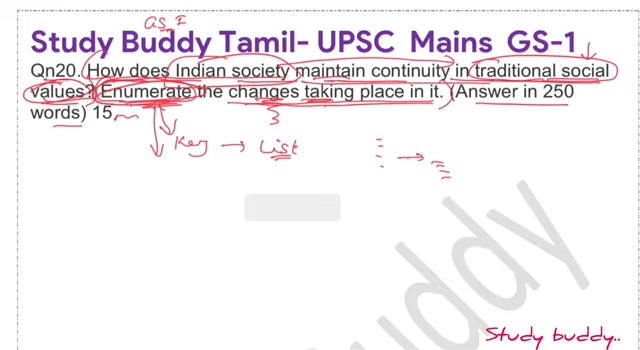 GS I
Study Buddy Tamil- UPSC Mains GS-1
Qn20. How does Indian society maintain continuity in traditional social
values? Enumerate the changes taking place in it. (Answer in 250
words) 15
Key → List
Buddy
Study buddy..